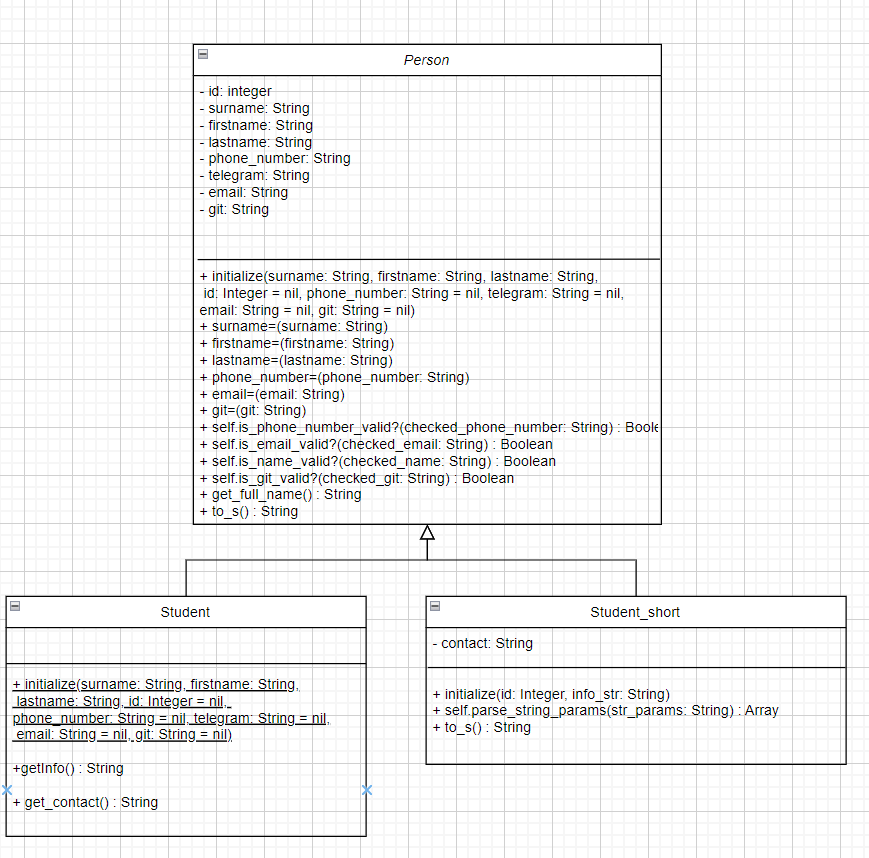 Person
- id: integer
- surname: String
- firstname: String
- lastname: String
- phone_number: String
- telegram: String
- email: String
- git: String
+ initialize(surname: String, firstname: String, lastname: String,
id: Integer = nil, phone_number: String = nil, telegram: String = nil,
email: String = nil, git: String = nil)
+ surname=(surname: String)
+ firstname=(firstname: String)
+ lastname=(lastname: String)
+ phone_number=(phone_number: String)
+ email=(email: String)
+ git=(git: String)
+ self.is_phone_number_valid?(checked_phone_number: String) : Boole
+ self.is_email_valid?(checked_email: String) : Boolean
+ self.is_name_valid?(checked_name: String) : Boolean
+ self.is_git_valid?(checked_git: String) : Boolean
+ get_full_name() : String
+ to_s() : String
Student
+ initialize(surname: String, firstname: String,
lastname: String, id: Integer = nil,
phone_number: String = nil, telegram: String = nil,
email: String = nil, git: String = nil)
+getInfo() : String
+ get_contact() : String
Student_short
- contact: String
+ initialize(id: Integer, info_str: String)
+ self.parse_string_params(str_params: String) : Array
+ to_s() : String